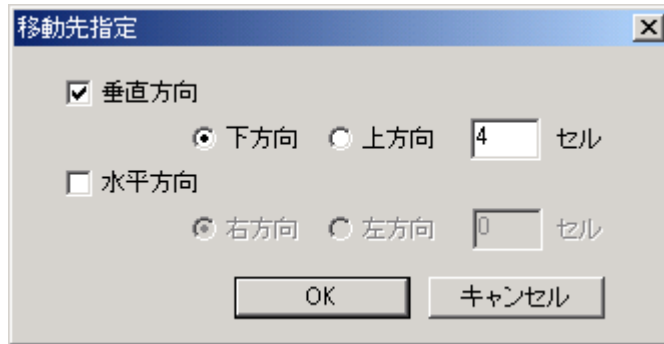 移動先指定
垂直方向
下方向 上方向 4 セル
水平方向
右方向 左方向 0 セル
OK キャンセル